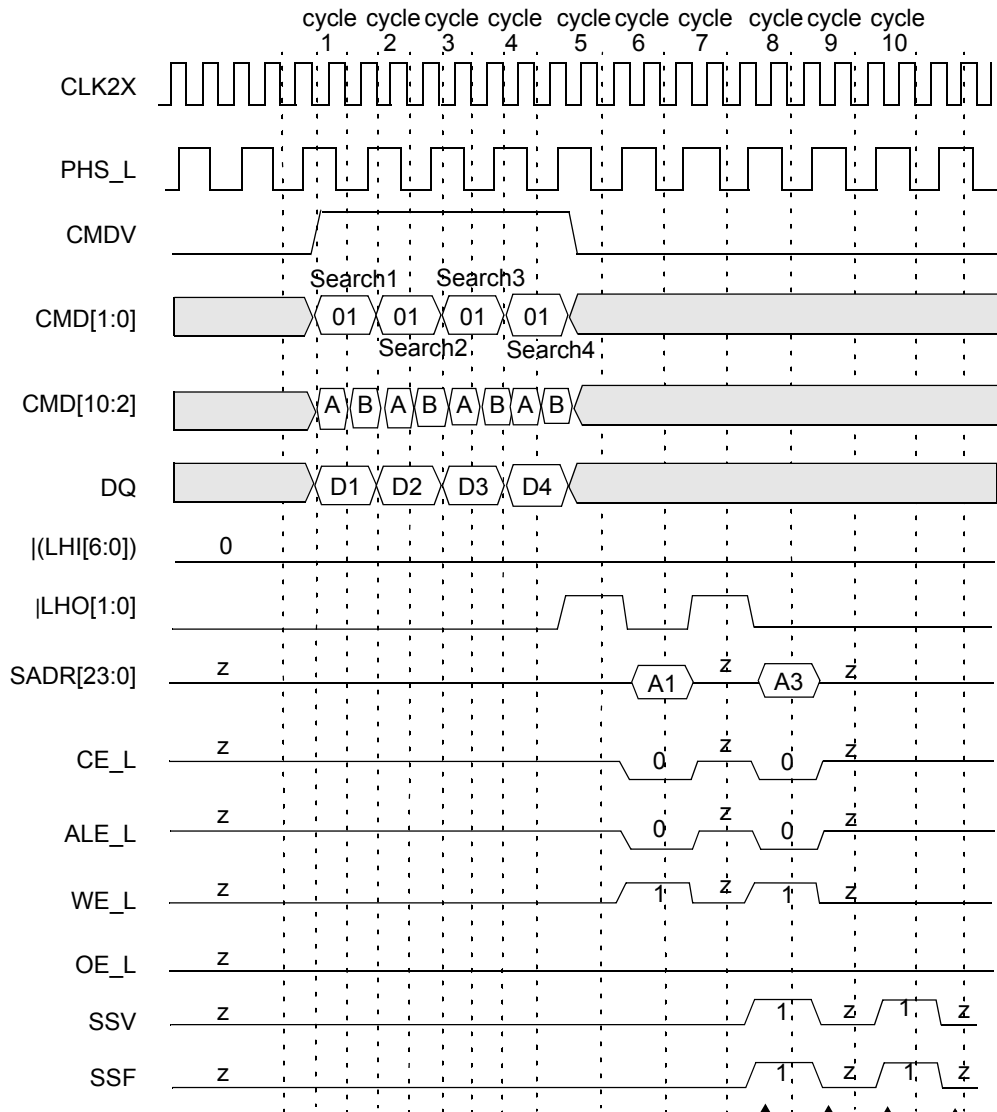 cycle cycle cycle cycle cycle cycle cycle cycle cycle cycle
1 2 3 4 5 6 7 8 9 10
CLK2X
PHS_L
CMDV
Search1 Search3
CMD[1:0] 01 01 01 01
Search2 Search4
CMD[10:2] A B A B A B A B
DQ D1 D2 D3 D4
|(LHI[6:0]) 0
|LHO[1:0]
SADR[23:0] z A1 z A3 z
CE_L z 0 z 0 z
ALE_L z 0 z 0 z
WE_L z 1 z 1 z
OE_L z
SSV z 1 z 1 z
SSF z 1 z 1 z